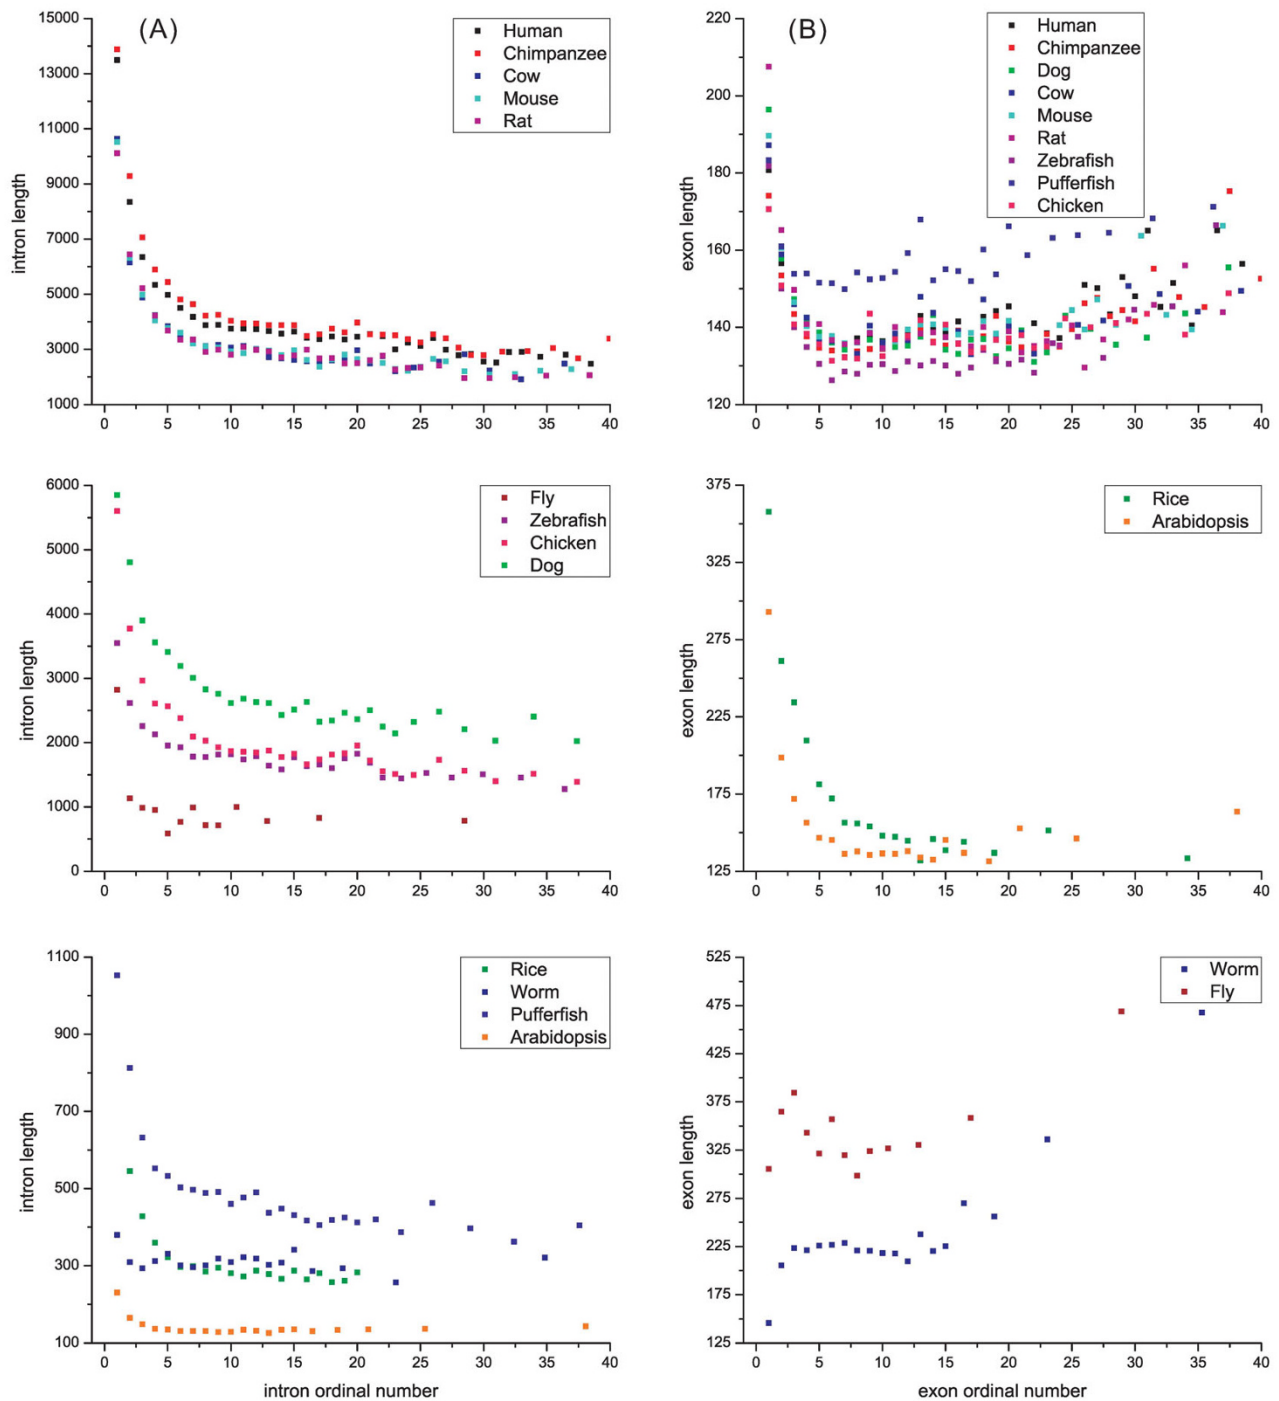 (A)
15000
13000
11000
9000
7000
5000
3000
1000
intron length
0 5 10 15 20 25 30 35 40
Human
Chimpanzee
Cow
Mouse
Rat
(B)
220
200
180
160
140
120
exon length
0 5 10 15 20 25 30 35 40
Human
Chimpanzee
Dog
Cow
Mouse
Rat
Zebrafish
Pufferfish
Chicken
6000
5000
4000
3000
2000
1000
0
intron length
0 5 10 15 20 25 30 35 40
Fly
Zebrafish
Chicken
Dog
375
325
275
225
175
125
exon length
0 5 10 15 20 25 30 35 40
Rice
Arabidopsis
1100
900
700
500
300
100
intron length
0 5 10 15 20 25 30 35 40
intron ordinal number
Rice
Worm
Pufferfish
Arabidopsis
525
475
425
375
325
275
225
175
125
exon length
0 5 10 15 20 25 30 35 40
exon ordinal number
Worm
Fly